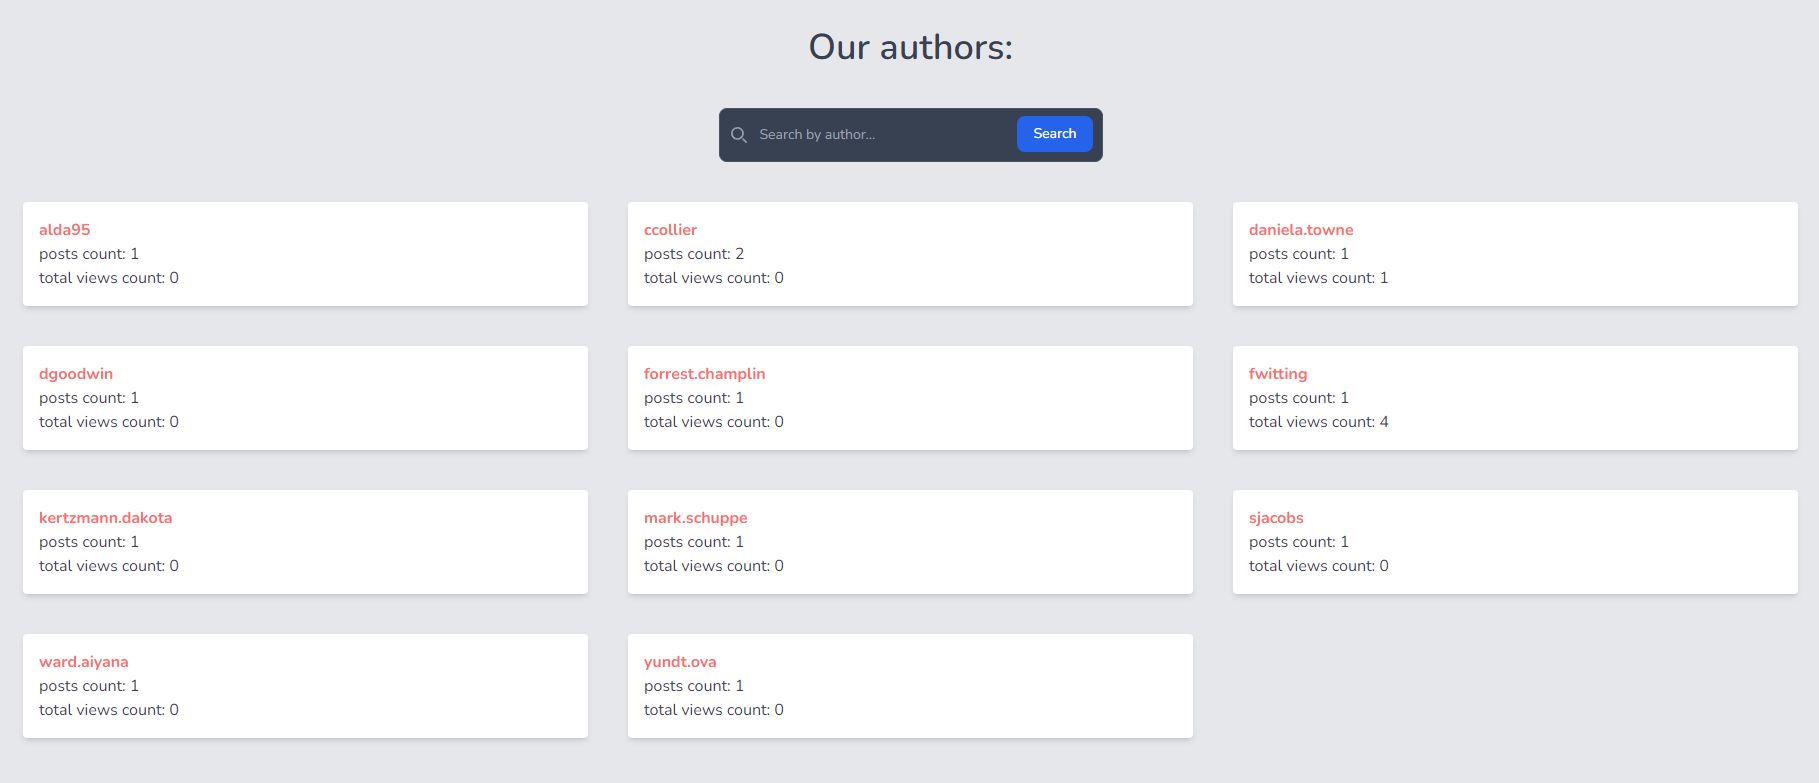 Our authors:
Search by author...
Search
alda95
posts count: 1
total views count: 0
ccollier
posts count: 2
total views count: 0
daniela.towne
posts count: 1
total views count: 1
dgoodwin
posts count: 1
total views count: 0
forrest.champlin
posts count: 1
total views count: 0
fwitting
posts count: 1
total views count: 4
kertzmann.dakota
posts count: 1
total views count: 0
mark.schuppe
posts count: 1
total views count: 0
sjacobs
posts count: 1
total views count: 0
ward.aiyana
posts count: 1
total views count: 0
yundt.ova
posts count: 1
total views count: 0